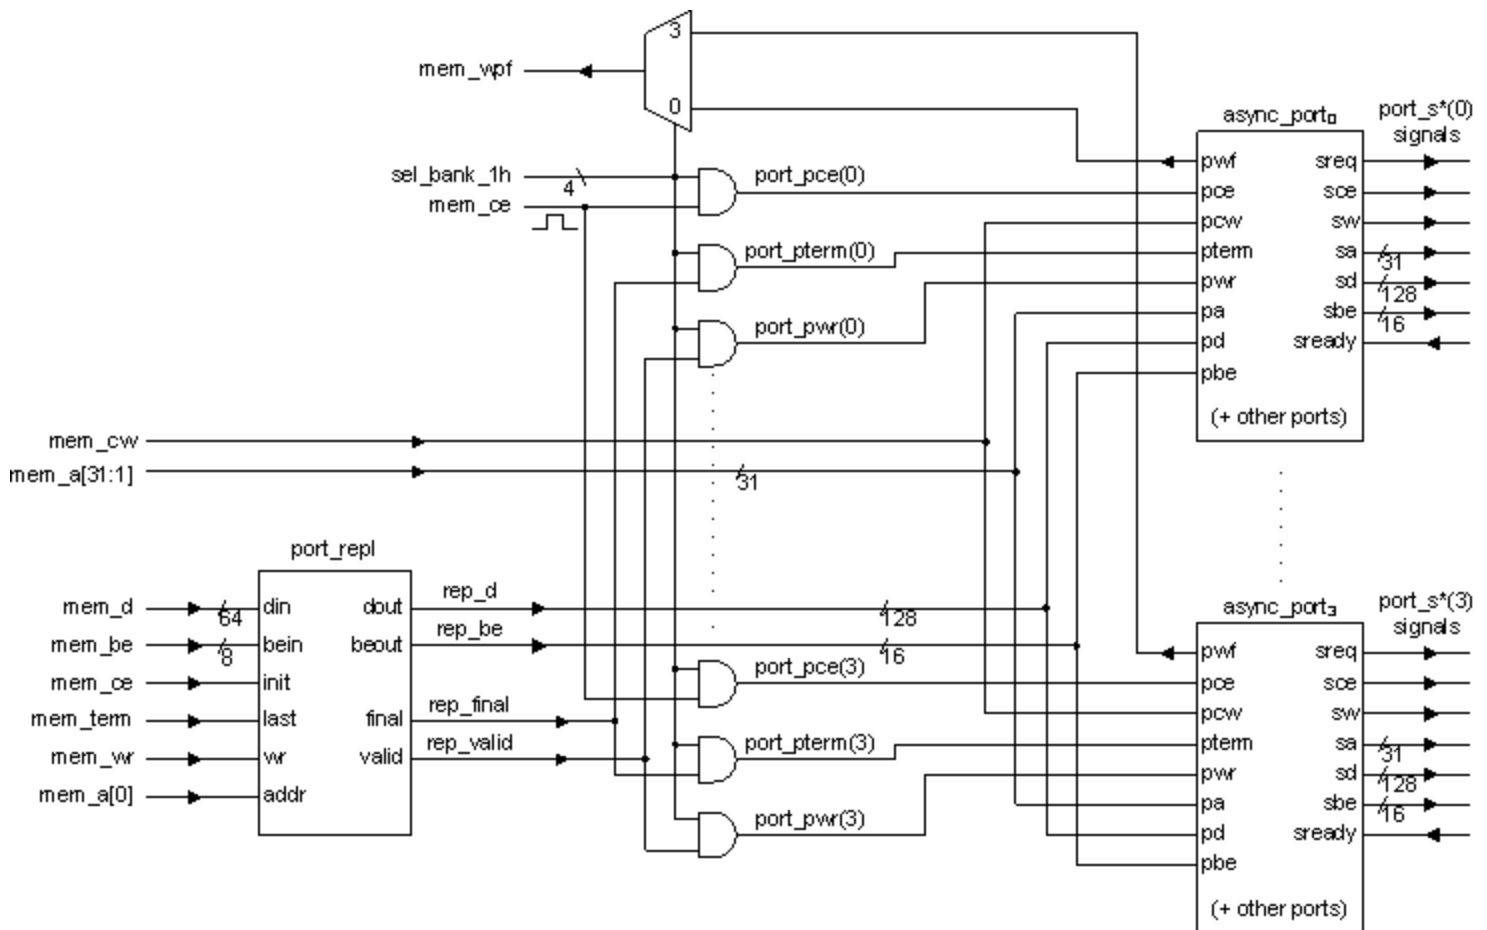 3
mem_wpf
0
async_port0
port_s*(0)
signals
sel_bank_1h
4
port_pce(0)
pwf
sreq
mem_ce
pce
sce
pcw
sw
port_pterm(0)
pterm
sa
31
pwr
sd
128
port_pwr(0)
pa
sbe
16
pd
sready
pbe
(+ other ports)
mem_cw
mem_a[31:1]
31
port_repl
async_port3
port_s*(3)
signals
mem_d
64
din
dout
rep_d
128
mem_be
8
bein
beout
rep_be
16
pwf
sreq
mem_ce
init
port_pce(3)
pce
sce
mem_term
last
final
rep_final
pcw
sw
mem_wr
wr
valid
rep_valid
port_pterm(3)
pterm
sa
31
mem_a[0]
addr
pwr
sd
128
port_pwr(3)
pa
sbe
16
pd
sready
pbe
(+ other ports)